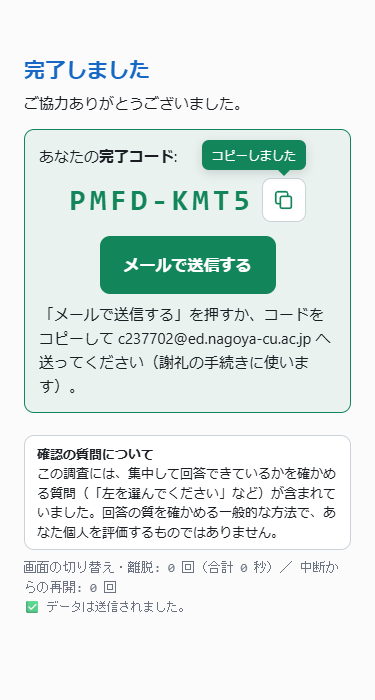 完了しました
ご協力ありがとうございました。
あなたの完了コード:
コピーしました
PMFD-KMT5
メールで送信する
「メールで送信する」を押すか、コードを
コピーして c237702@ed.nagoya-cu.ac.jp へ
送ってください（謝礼の手続きに使いま
す）。
確認の質問について
この調査には、集中して回答できているかを確かめ
る質問（「左を選んでください」など）が含まれて
いました。回答の質を確かめる一般的な方法で、あ
なた個人を評価するものではありません。
画面の切り替え・離脱: 0 回（合計 0 秒）／ 中断か
らの再開: 0 回
✅ データは送信されました。